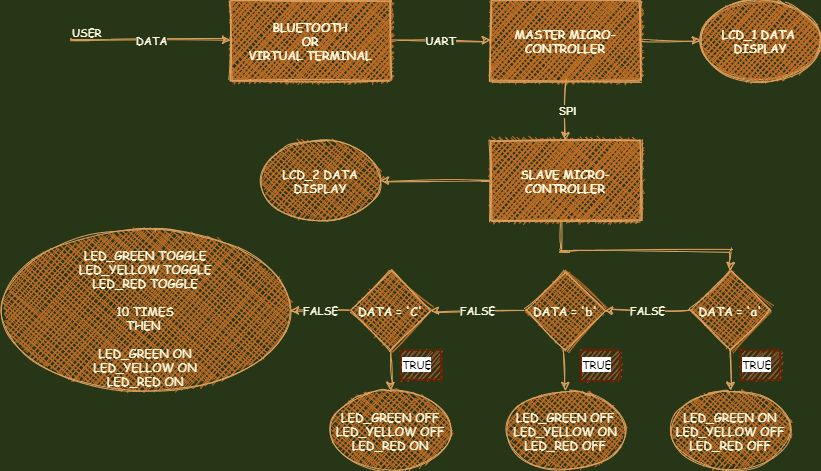 USER
DATA
BLUETOOTH
OR
VIRTUAL TERMINAL
UART
MASTER MICRO-
CONTROLLER
LCD_1 DATA
DISPLAY
SPI
LCD_2 DATA
DISPLAY
SLAVE MICRO-
CONTROLLER
LED_GREEN TOGGLE
LED_YELLOW TOGGLE
LED_RED TOGGLE
10 TIMES
THEN
LED_GREEN ON
LED_YELLOW ON
LED_RED ON
FALSE
DATA = 'C'
FALSE
DATA = 'b'
FALSE
DATA = 'a'
TRUE
TRUE
TRUE
LED_GREEN OFF
LED_YELLOW OFF
LED_RED ON
LED_GREEN OFF
LED_YELLOW ON
LED_RED OFF
LED_GREEN ON
LED_YELLOW OFF
LED_RED OFF